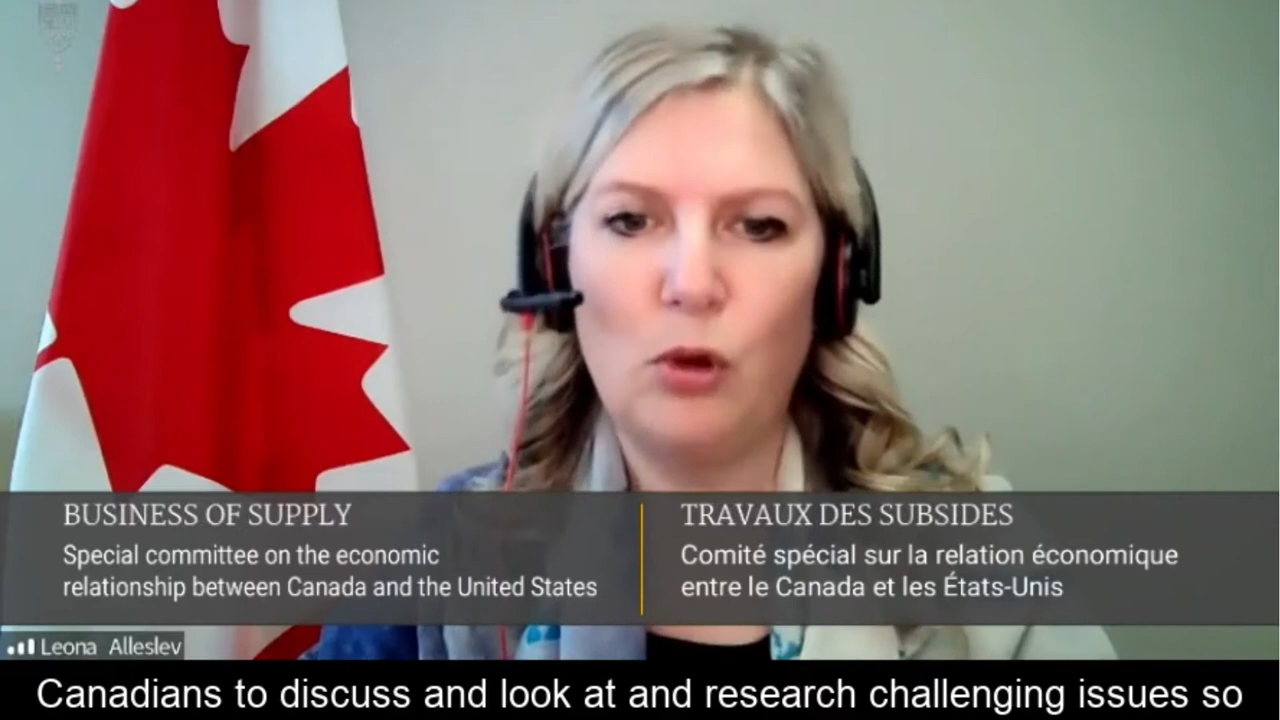 BUSINESS OF SUPPLY
Special committee on the economic
relationship between Canada and the United States
TRAVAUX DES SUBSIDES
Comité spécial sur la relation économique
entre le Canada et les États-Unis
Leona Alleslev
Canadians to discuss and look at and research challenging issues so